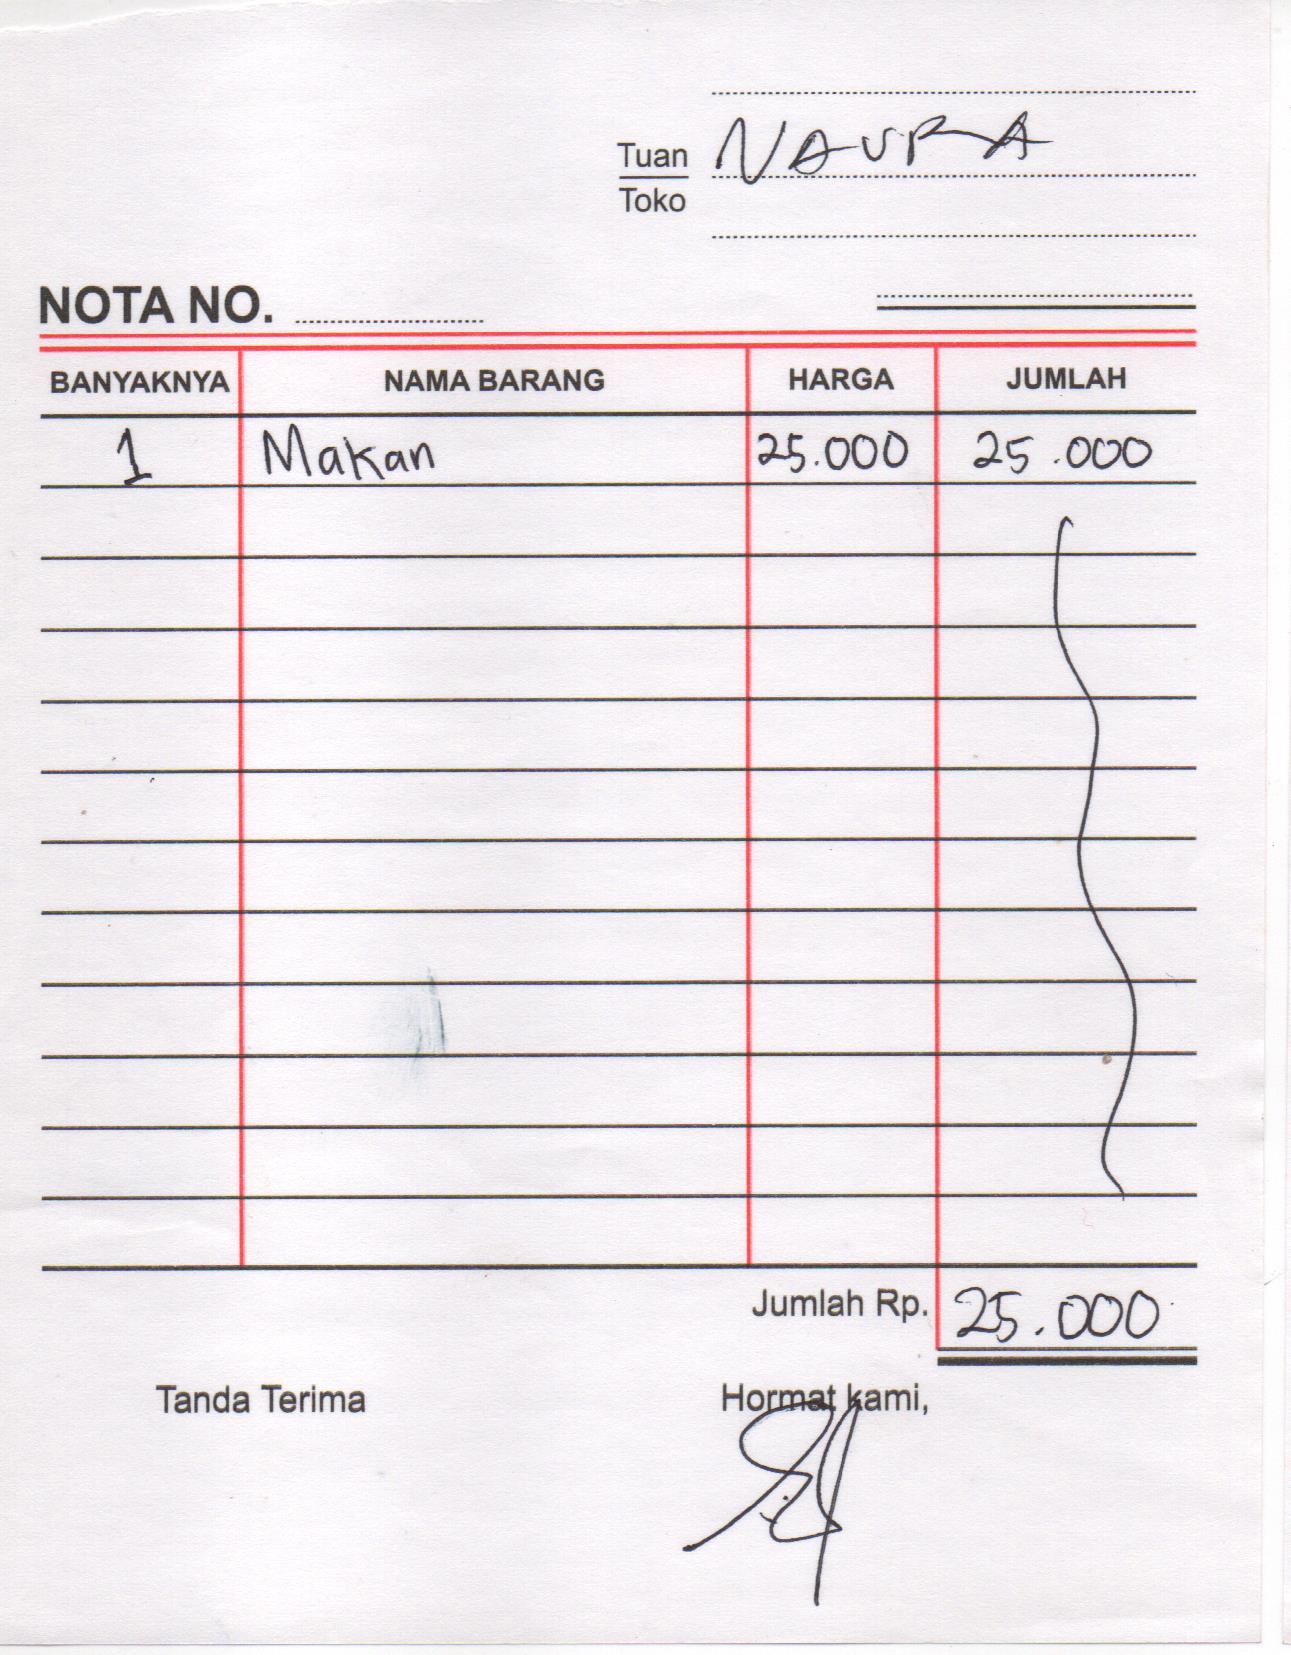 Tuan NAURA
Toko
NOTA NO.
BANYAKNYA NAMA BARANG HARGA JUMLAH
1 Makan 25.000 25.000
Jumlah Rp. 25.000
Tanda Terima Hormat kami,